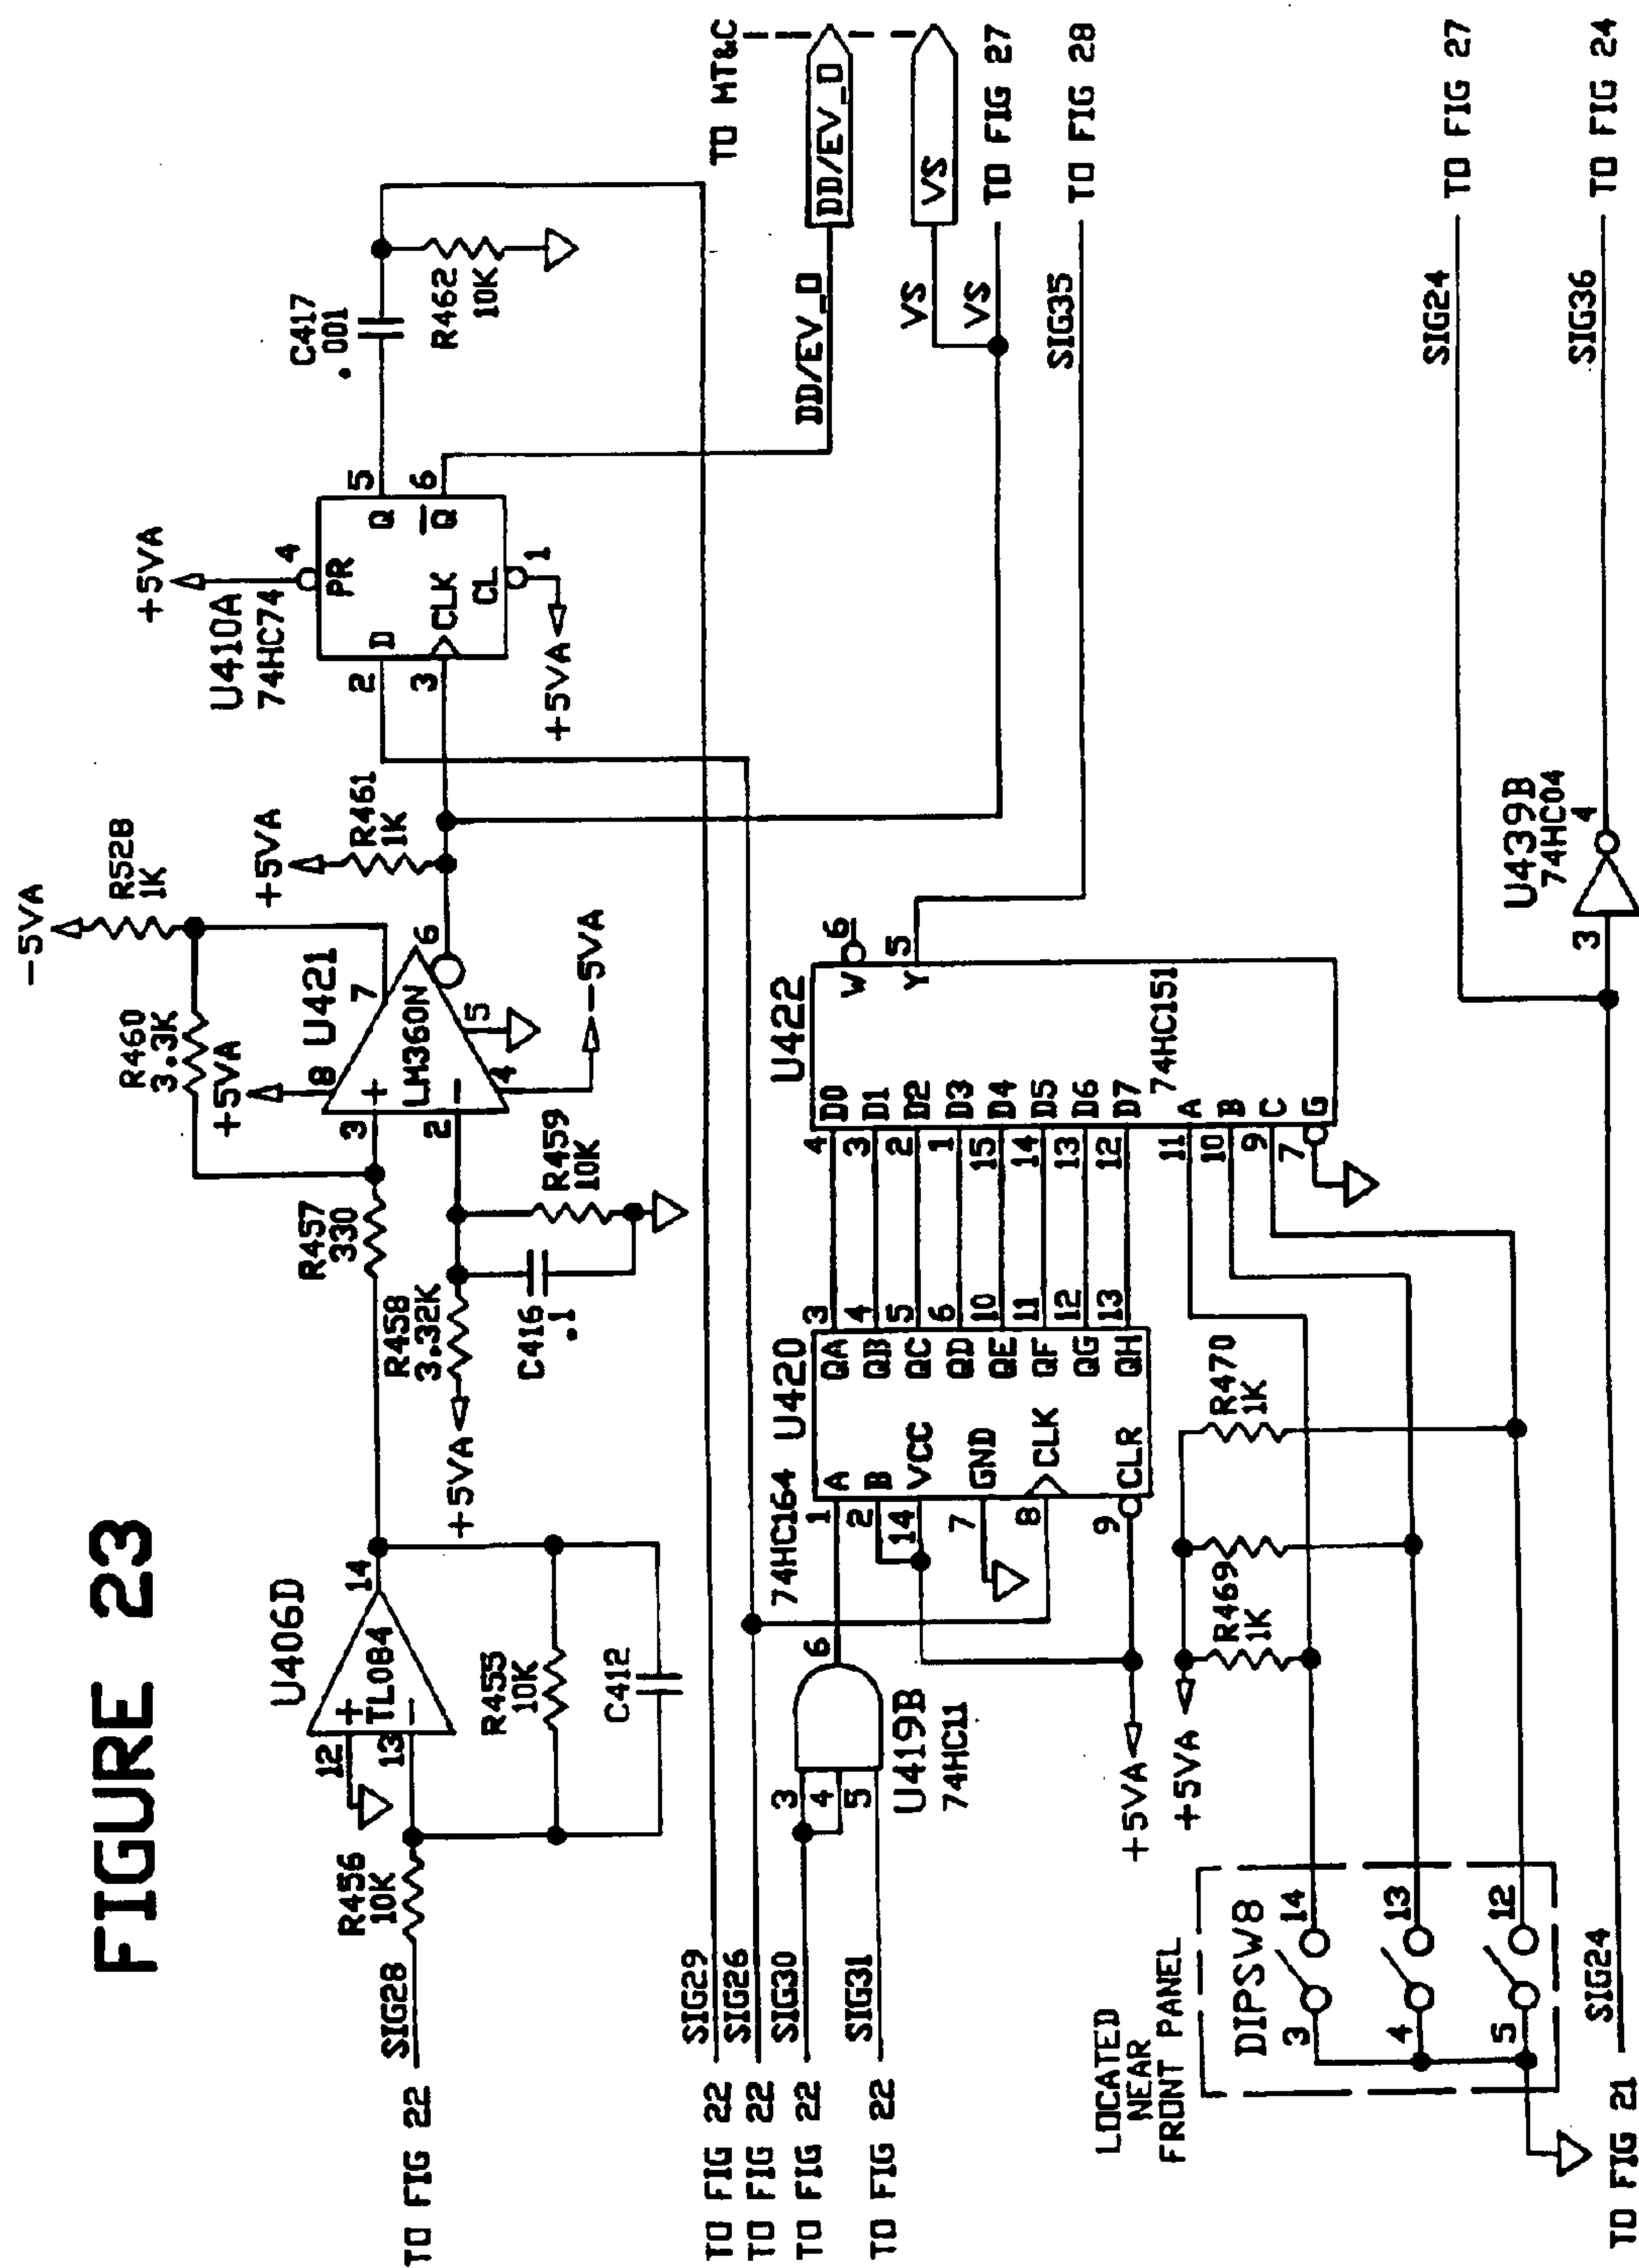 FIGURE 23
TO FIG 22
SIG28
R456
10K
12
13
+
TL084
−
U406D
14
R455
10K
C412
R457
330
R458
3.32K
+5VA
C416
.1
R459
10K
R460
3.3K
+5VA
8
U421
3
+
2
−
LM360N
7
6
5
4
-5VA
-5VA
R528
1K
+5VA
R461
1K
U410A
74HC74
+5VA
4
PR
2
D
3
CLK
CL
1
+5VA
Q
5
Q
6
C417
.001
R462
10K
TO MT&C
DD/EV_0
DD/EV_0
VS
VS
VS
TO FIG 27
SIG35
TO FIG 28
TO FIG 22
SIG29
TO FIG 22
SIG26
TO FIG 22
SIG30
TO FIG 22
SIG31
3
4
5
6
U419B
74HC11
74HC164
U420
1
A
2
B
14
VCC
7
GND
8
CLK
9
CLR
QA
3
QB
4
QC
5
QD
6
QE
10
QF
11
QG
12
QH
13
+5VA
U422
4
D0
3
D1
2
D2
1
D3
15
D4
14
D5
13
D6
12
D7
74HC151
11
A
10
B
9
C
7
G
W
6
Y
5
+5VA
R469
1K
R470
1K
LOCATED
NEAR
FRONT PANEL
DIPSW8
3
14
4
13
5
12
TO FIG 21
SIG24
SIG24
TO FIG 27
3
U439B
74HC04
4
SIG36
TO FIG 24